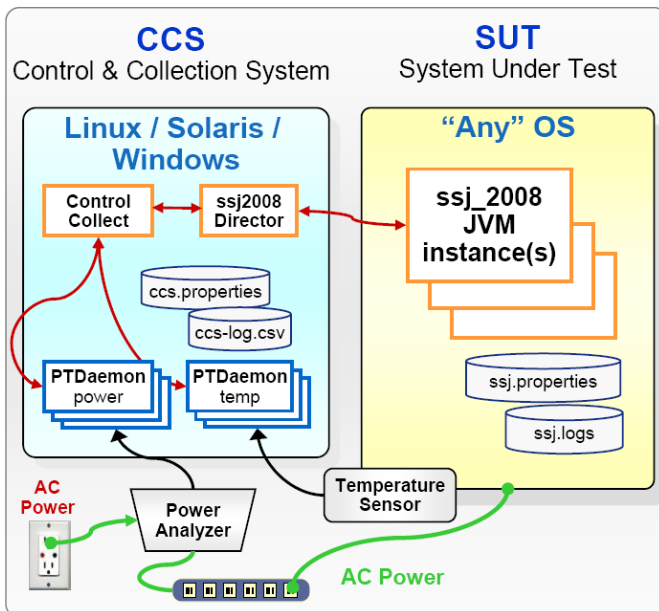 CCS
Control & Collection System
SUT
System Under Test
Linux / Solaris /
Windows
Control
Collect
ssj2008
Director
ccs.properties
ccs-log.csv
PTDaemon
power
PTDaemon
temp
"Any" OS
ssj_2008
JVM
instance(s)
ssj.properties
ssj.logs
Temperature
Sensor
AC
Power
Power
Analyzer
AC Power